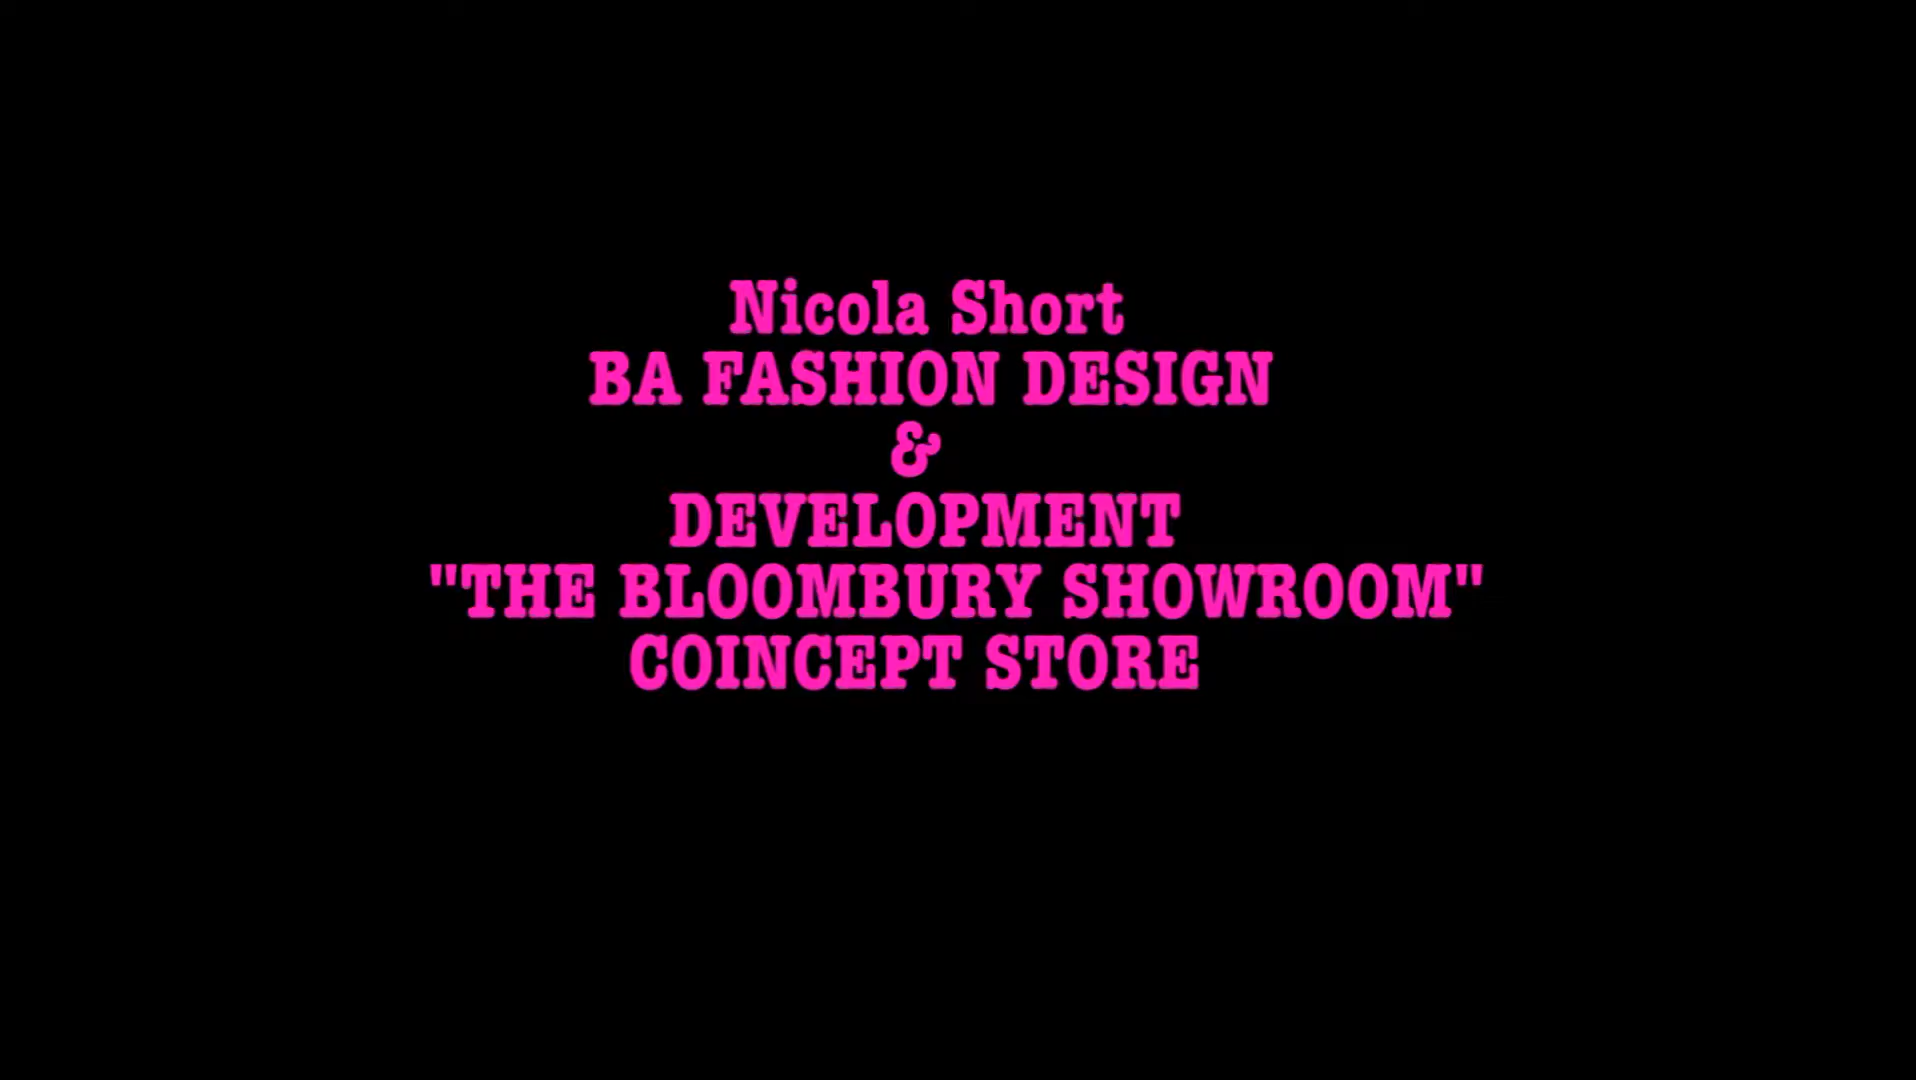 Nicola Short
BA FASHION DESIGN
&
DEVELOPMENT
"THE BLOOMBURY SHOWROOM"
COINCEPT STORE